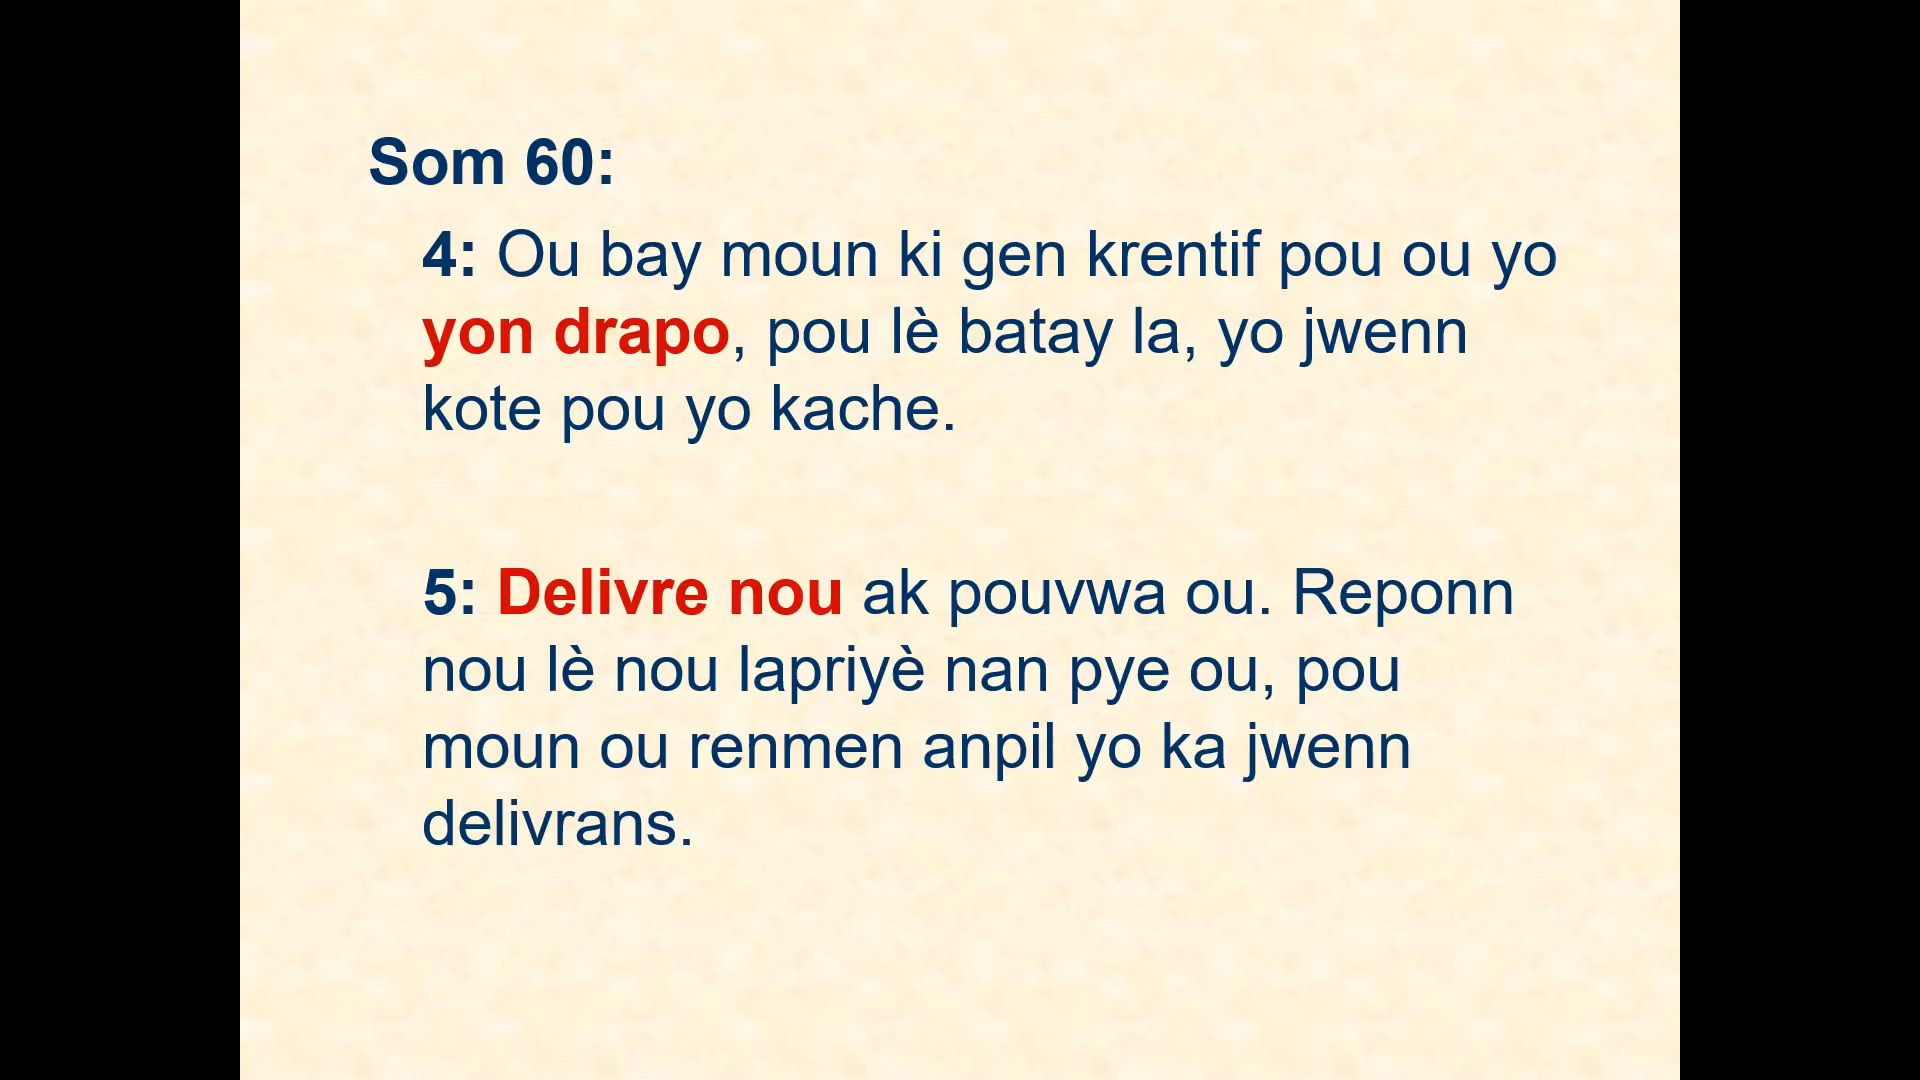 Som 60:
4: Ou bay moun ki gen krentif pou ou yo
yon drapo, pou lè batay la, yo jwenn
kote pou yo kache.
5: Delivre nou ak pouvwa ou. Reponn
nou lè nou lapriyè nan pye ou, pou
moun ou renmen anpil yo ka jwenn
delivrans.